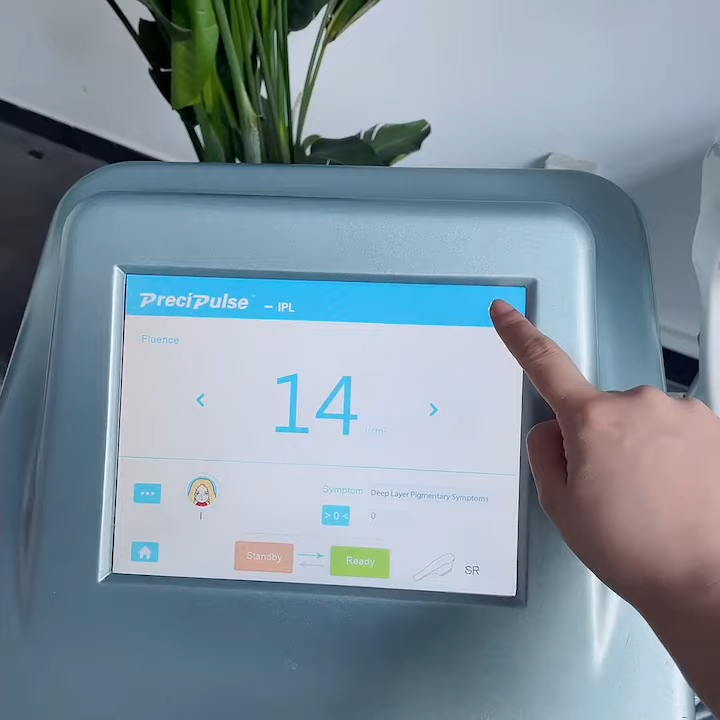 PreciPulse™ – IPL
Fluence
< 14 > J/cm²
Symptom Deep Layer Pigmentary Symptoms
I
> 0 < 0
Standby Ready SR